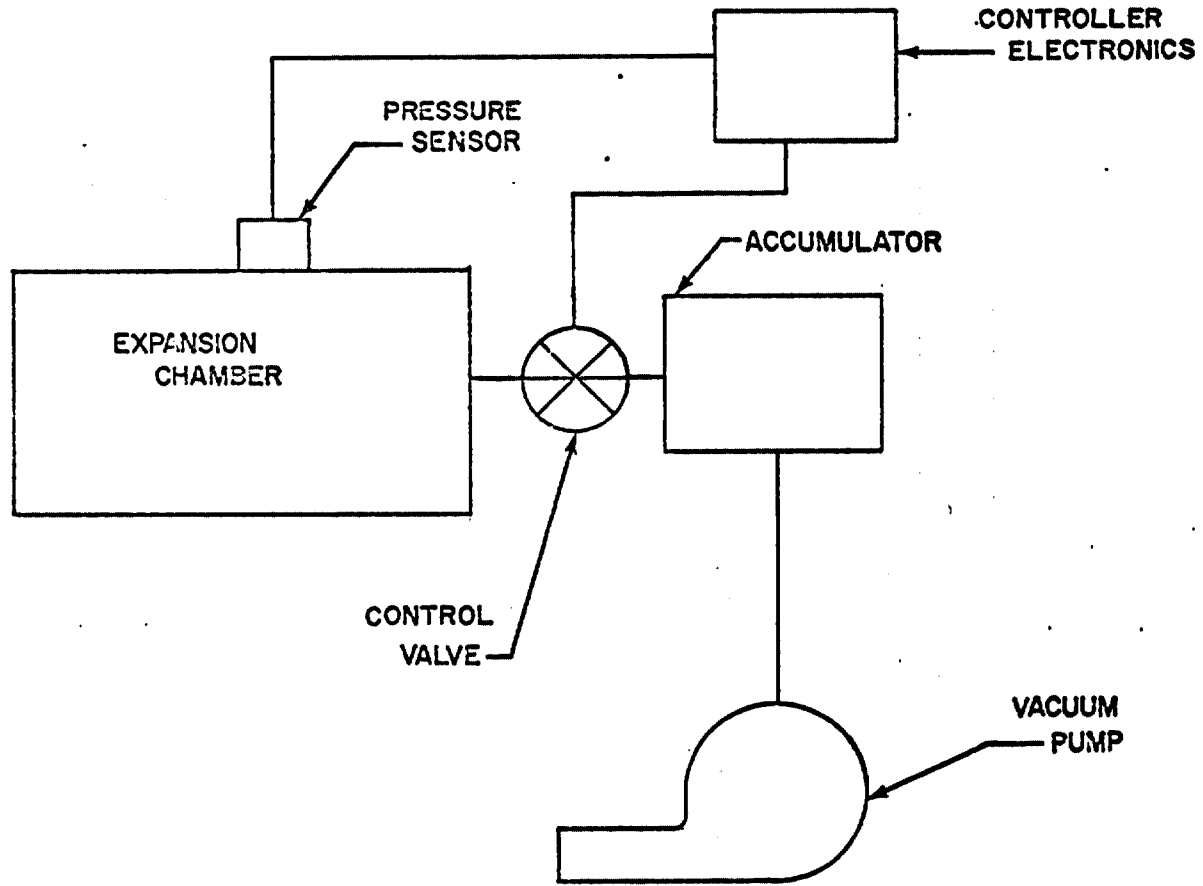 CONTROLLER
ELECTRONICS
PRESSURE
SENSOR
ACCUMULATOR
EXPANSION
CHAMBER
CONTROL
VALVE
VACUUM
PUMP